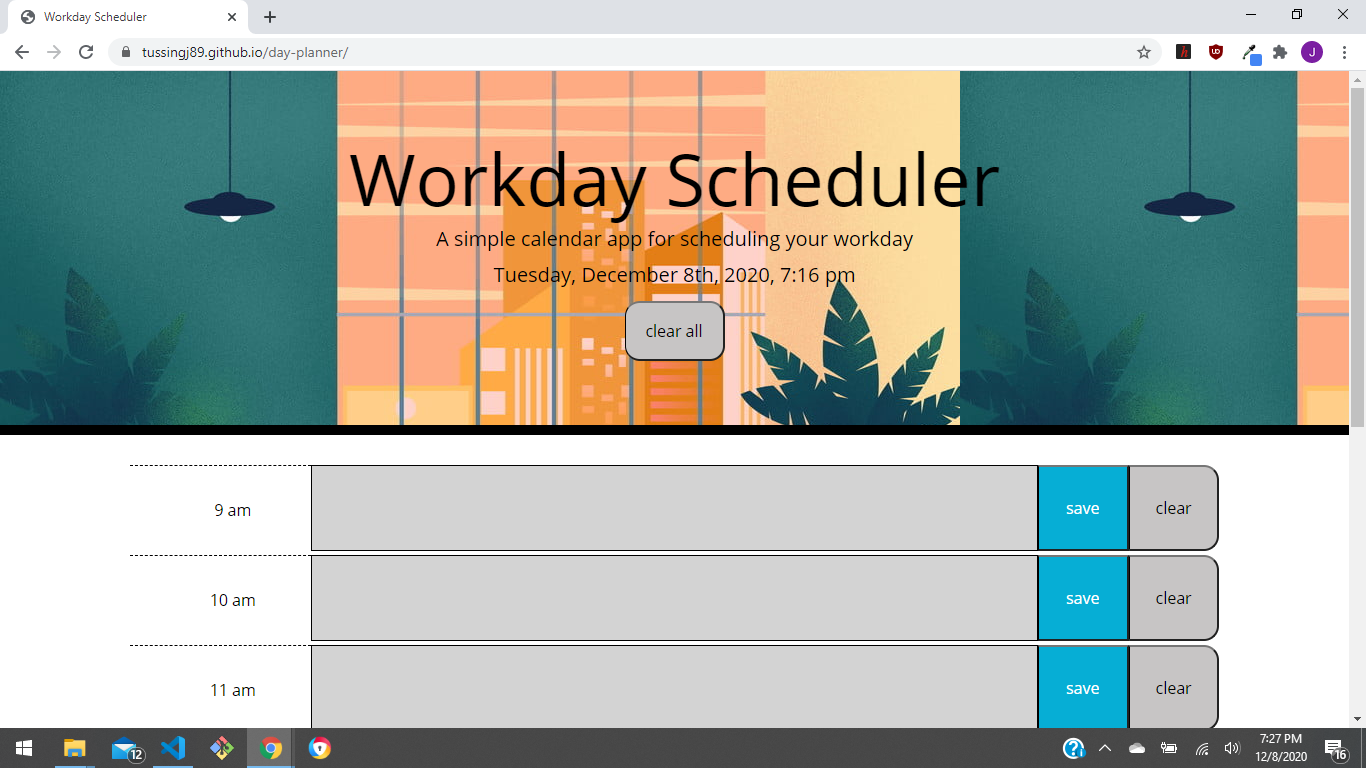 Workday Scheduler
tussingj89.github.io/day-planner/
J
Workday Scheduler
A simple calendar app for scheduling your workday
Tuesday, December 8th, 2020, 7:16 pm
clear all
9 am
save
clear
10 am
save
clear
11 am
save
clear
12
7:27 PM
12/8/2020
16